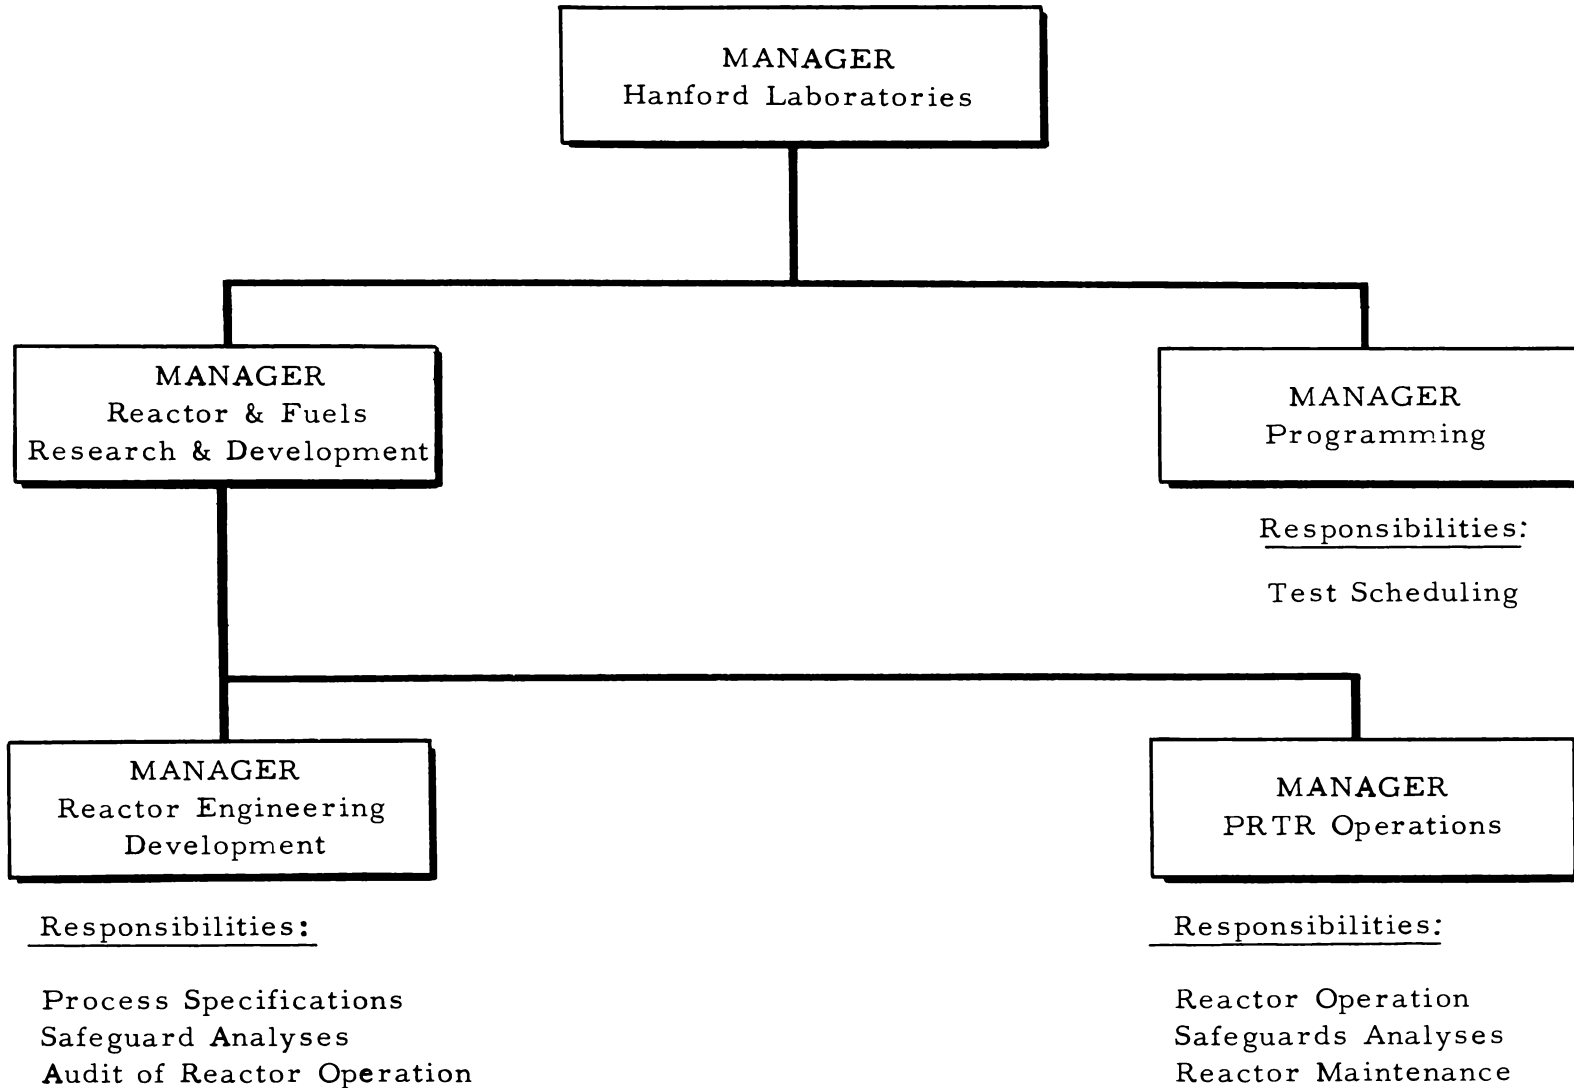 MANAGER
Hanford Laboratories
MANAGER
Reactor & Fuels
Research & Development
MANAGER
Programming
Responsibilities:
Test Scheduling
MANAGER
Reactor Engineering
Development
MANAGER
PRTR Operations
Responsibilities:
Process Specifications
Safeguard Analyses
Audit of Reactor Operation
Responsibilities:
Reactor Operation
Safeguards Analyses
Reactor Maintenance